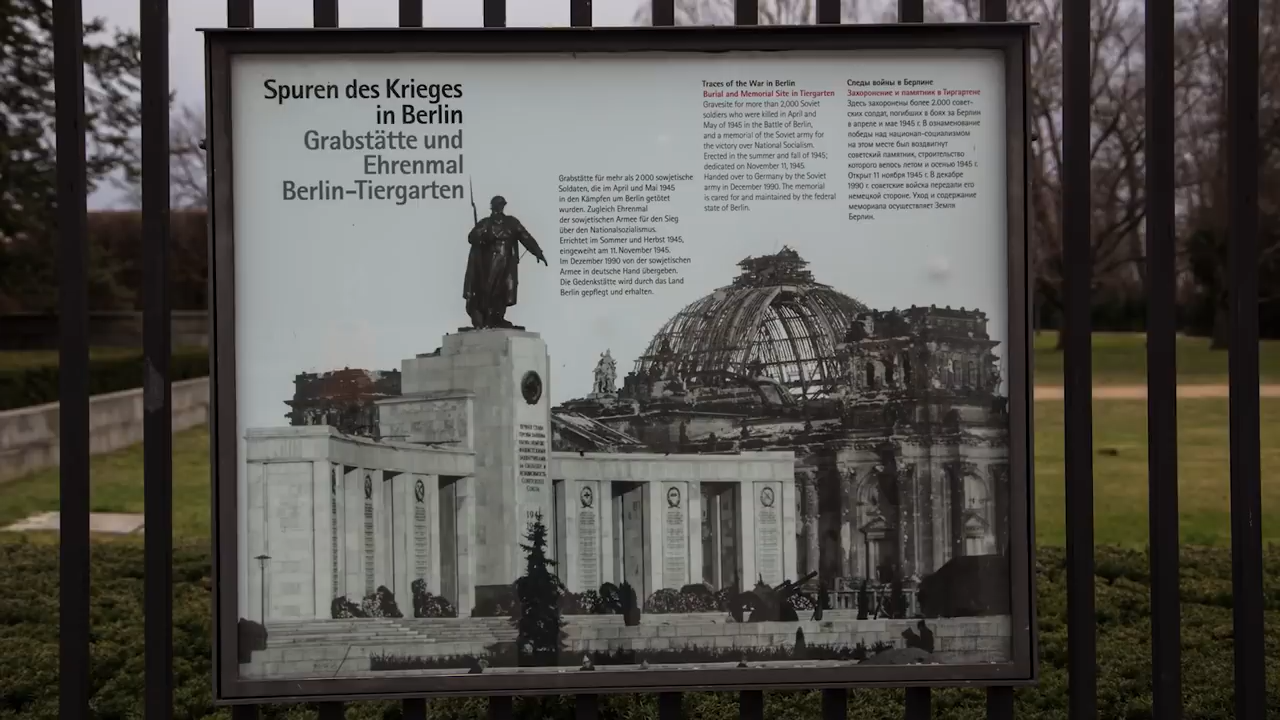 Spuren des Krieges
in Berlin
Grabstätte und
Ehrenmal
Berlin-Tiergarten
Grabstätte für mehr als 2000 sowjetische
Soldaten, die im April und Mai 1945
in den Kämpfen um Berlin getötet
wurden. Zugleich Ehrenmal
der sowjetischen Armee für den Sieg
über den Nationalsozialismus.
Errichtet im Sommer und Herbst 1945,
eingeweiht am 11. November 1945.
Im Dezember 1990 von der sowjetischen
Armee in deutsche Hand übergeben.
Die Gedenkstätte wird durch das Land
Berlin gepflegt und erhalten.
Traces of the War in Berlin
Burial and Memorial Site in Tiergarten
Gravesite for more than 2,000 Soviet
soldiers who were killed in April and
May of 1945 in the Battle of Berlin,
and a memorial of the Soviet army for
the victory over National Socialism.
Erected in the summer and fall of 1945;
dedicated on November 11, 1945.
Handed over to Germany by the Soviet
army in December 1990. The memorial
is cared for and maintained by the federal
state of Berlin.
Следы войны в Берлине
Захоронение и памятник в Тиргартене
Здесь захоронены более 2.000 совет-
ских солдат, погибших в боях за Берлин
в апреле и мае 1945 г. В ознаменование
победы над национал-социализмом
на этом месте был воздвигнут
советский памятник, строительство
которого велось летом и осенью 1945 г.
Открыт 11 ноября 1945 г. В декабре
1990 г. советские войска передали его
немецкой стороне. Уход и содержание
мемориала осуществляет Земля
Берлин.